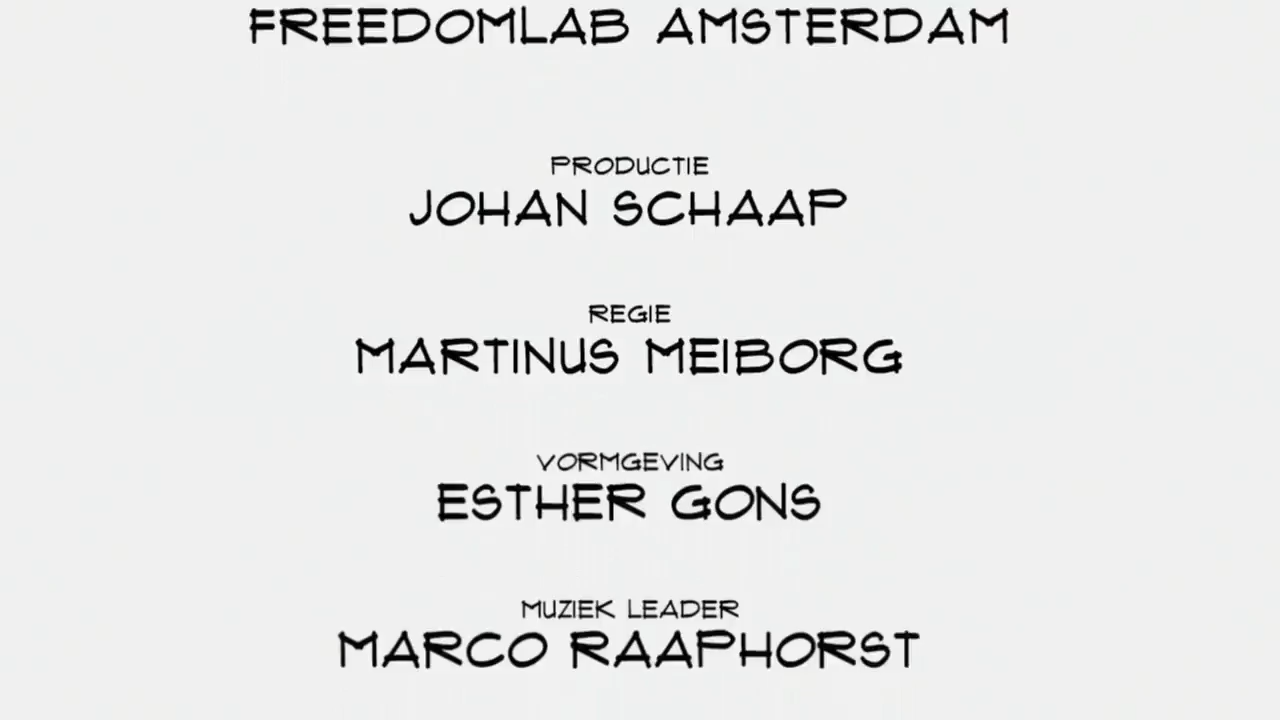 FREEDOMLAB AMSTERDAM
PRODUCTIE
JOHAN SCHAAP
REGIE
MARTINUS MEIBORG
VORMGEVING
ESTHER GONS
MUZIEK LEADER
MARCO RAAPHORST